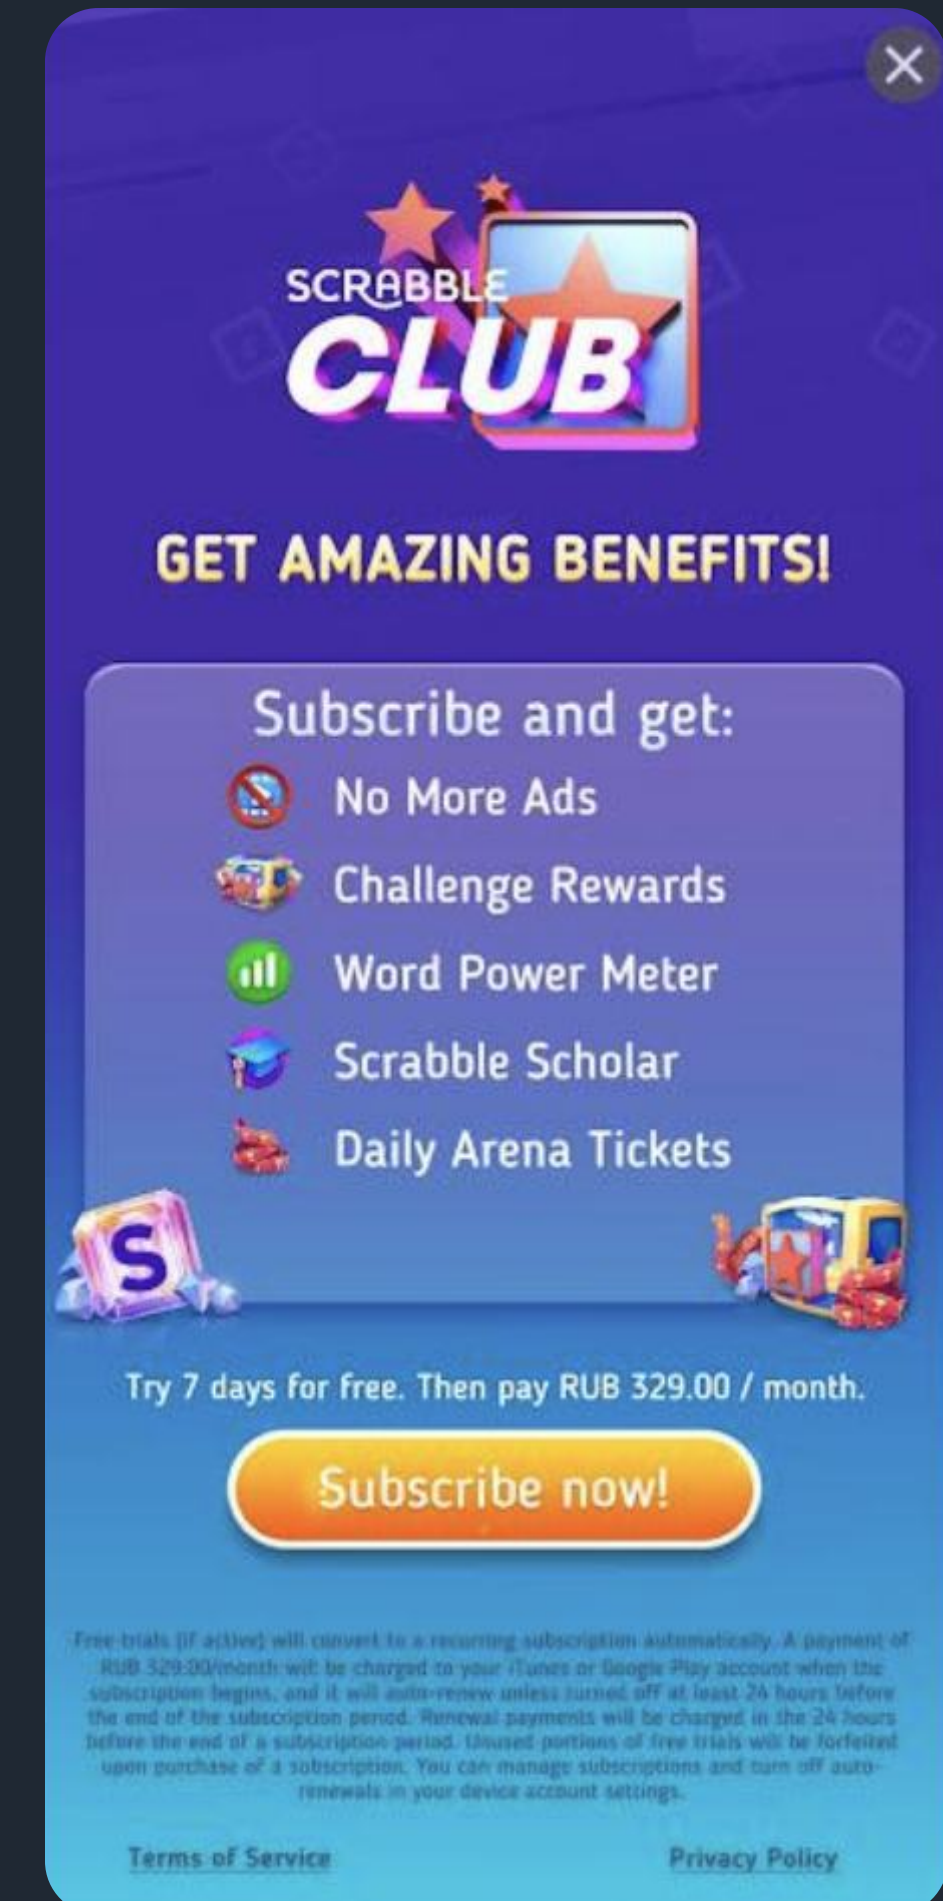 SCRABBLE
CLUB
GET AMAZING BENEFITS!
Subscribe and get:
No More Ads
Challenge Rewards
Word Power Meter
Scrabble Scholar
Daily Arena Tickets
S
Try 7 days for free. Then pay RUB 329.00 / month.
Subscribe now!
Free trials (if active) will convert to a recurring subscription automatically. A payment of
RUB 329.00/month will be charged to your iTunes or Google Play account when the
subscription begins, and it will auto-renew unless turned off at least 24 hours before
the end of the subscription period. Renewal payments will be charged in the 24 hours
before the end of a subscription period. Unused portions of free trials will be forfeited
upon purchase of a subscription. You can manage subscriptions and turn off auto-
renewals in your device account settings.
Terms of Service
Privacy Policy